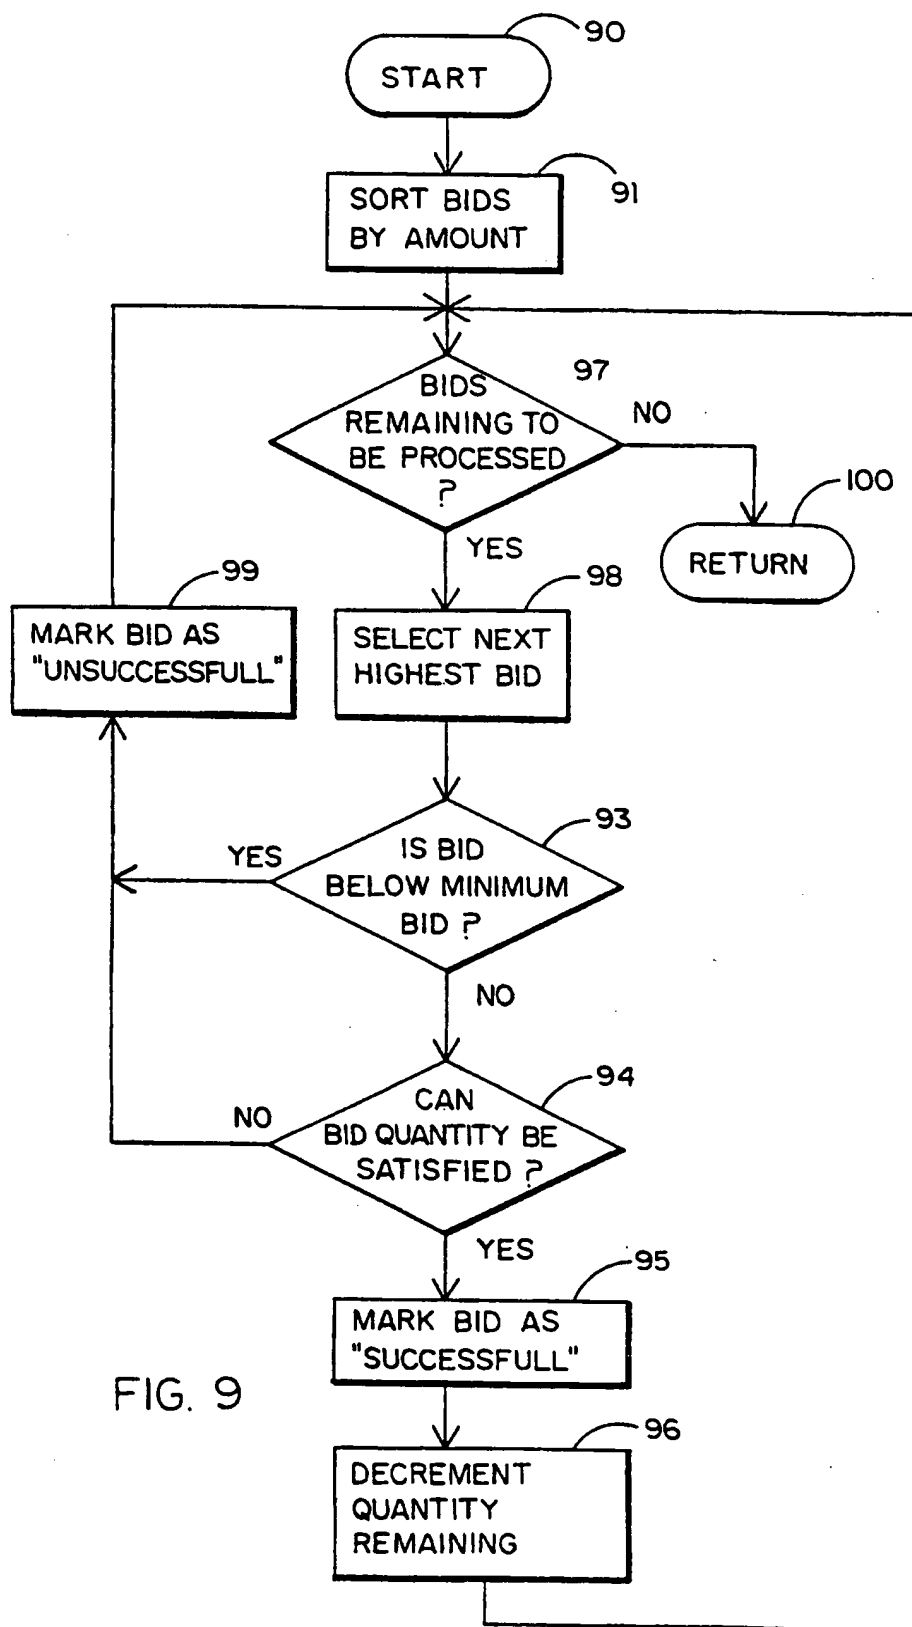 90
START
91
SORT BIDS
BY AMOUNT
97
BIDS
REMAINING TO
BE PROCESSED
?
NO
100
RETURN
YES
99
MARK BID AS
"UNSUCCESSFULL"
98
SELECT NEXT
HIGHEST BID
93
YES
IS BID
BELOW MINIMUM
BID ?
NO
94
NO
CAN
BID QUANTITY BE
SATISFIED ?
YES
95
MARK BID AS
"SUCCESSFULL"
FIG. 9
96
DECREMENT
QUANTITY
REMAINING